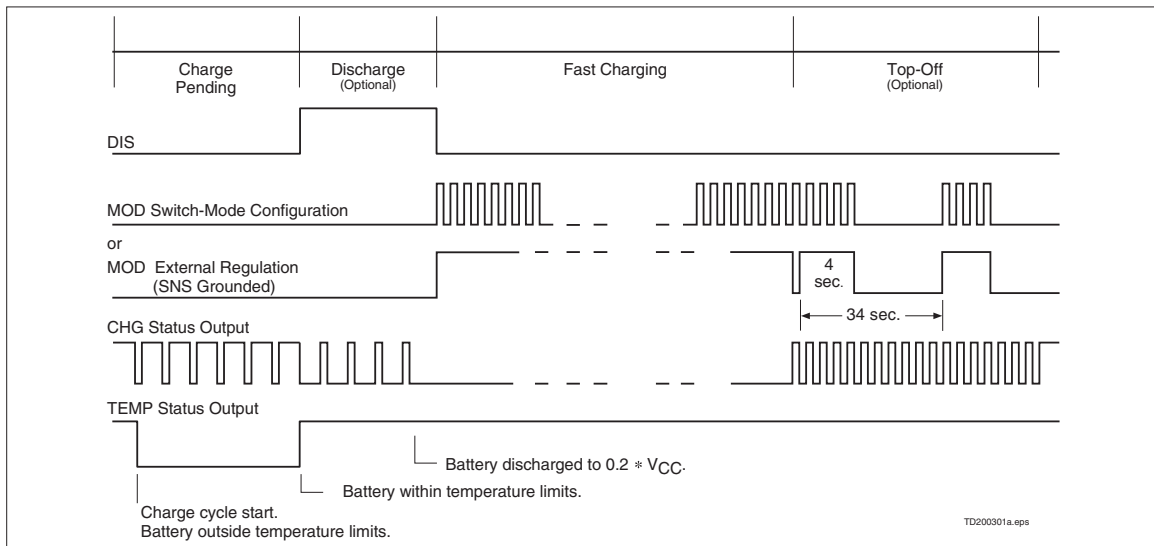 Charge
Pending
Discharge
(Optional)
Fast Charging
Top-Off
(Optional)
DIS
MOD Switch-Mode Configuration
or
MOD External Regulation
(SNS Grounded)
4
sec.
34 sec.
CHG Status Output
TEMP Status Output
Battery discharged to 0.2 * VCC.
Battery within temperature limits.
Charge cycle start.
Battery outside temperature limits.
TD200301a.eps